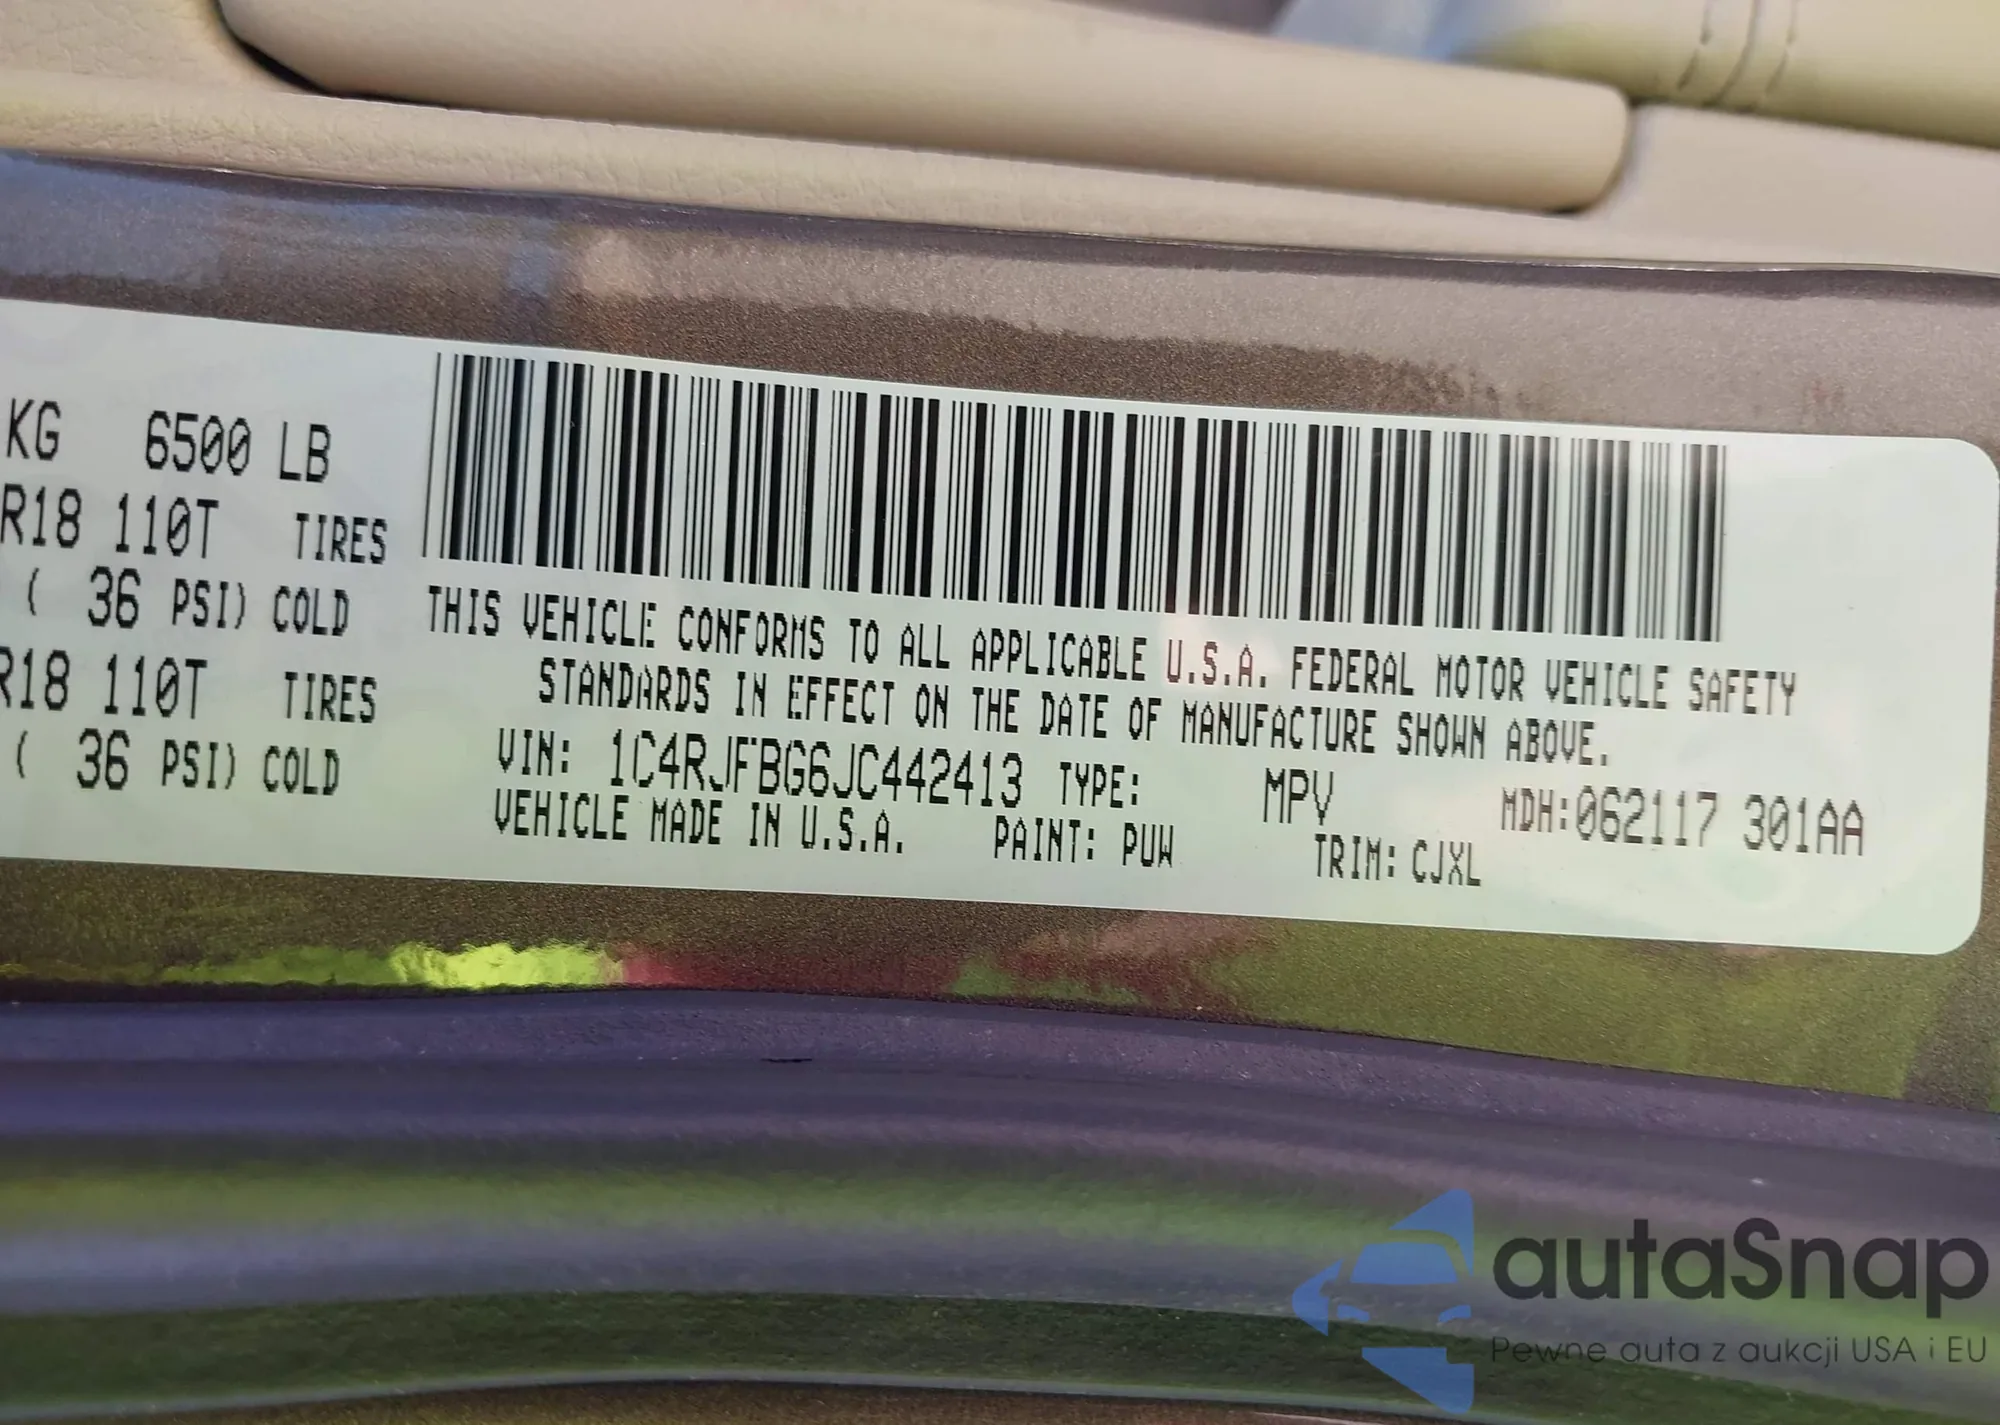 KG 6500 LB
R18 110T TIRES
( 36 PSI) COLD
R18 110T TIRES
( 36 PSI) COLD
THIS VEHICLE CONFORMS TO ALL APPLICABLE U.S.A. FEDERAL MOTOR VEHICLE SAFETY
STANDARDS IN EFFECT ON THE DATE OF MANUFACTURE SHOWN ABOVE.
VIN: 1C4RJFBG6JC442413 TYPE: MPV MDH:062117 301AA
VEHICLE MADE IN U.S.A. PAINT: PUW TRIM: CJXL
autaSnap
Pewne auta z aukcji USA i EU